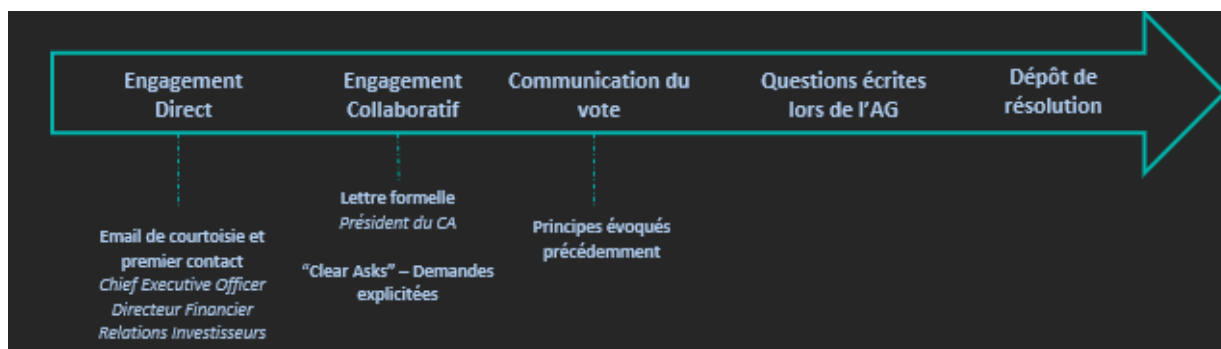 Engagement
Direct
Engagement
Collaboratif
Communication du
vote
Questions écrites
lors de l'AG
Dépôt de
résolution
Email de courtoisie et
premier contact
Chief Executive Officer
Directeur Financier
Relations Investisseurs
Lettre formelle
Président du CA
"Clear Asks" – Demandes
explicitées
Principes évoqués
précédemment